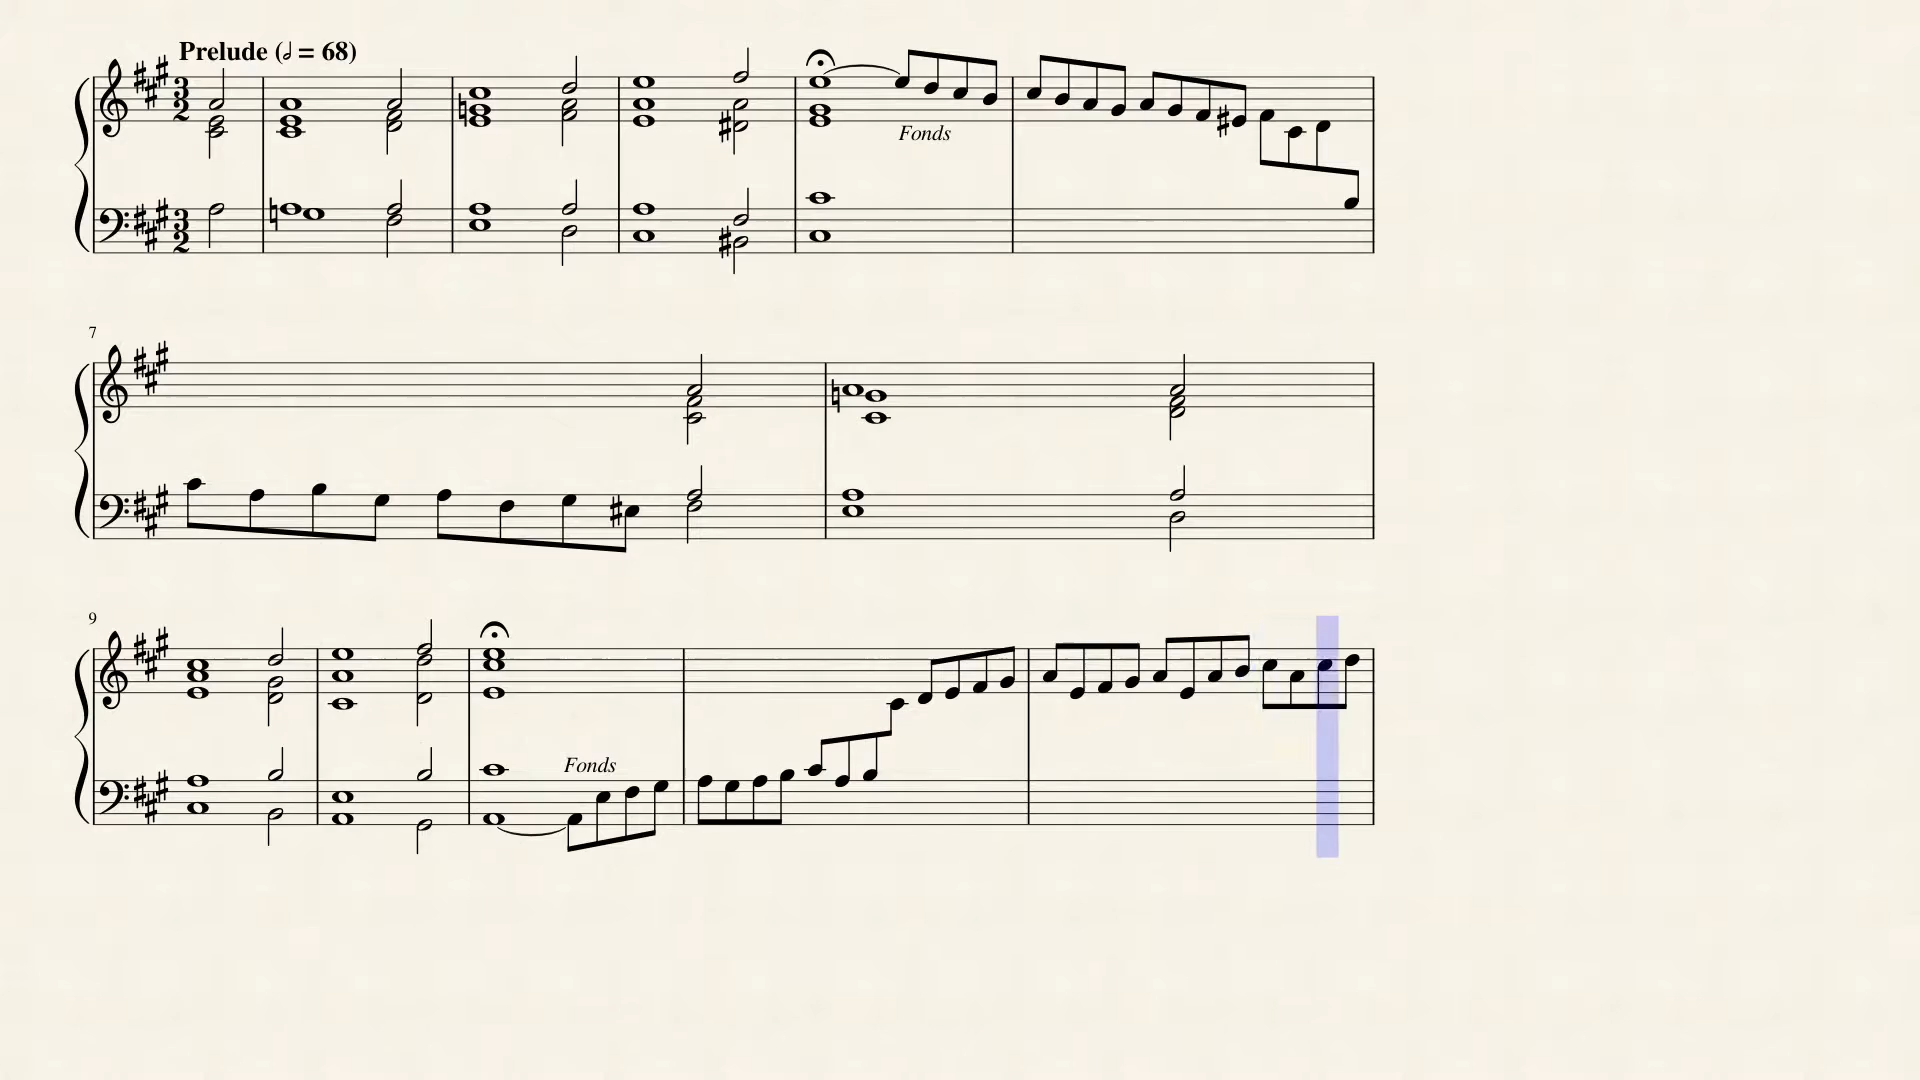 Prelude (𝅗𝅥 = 68)
3
2
3
2
Fonds
7
9
Fonds